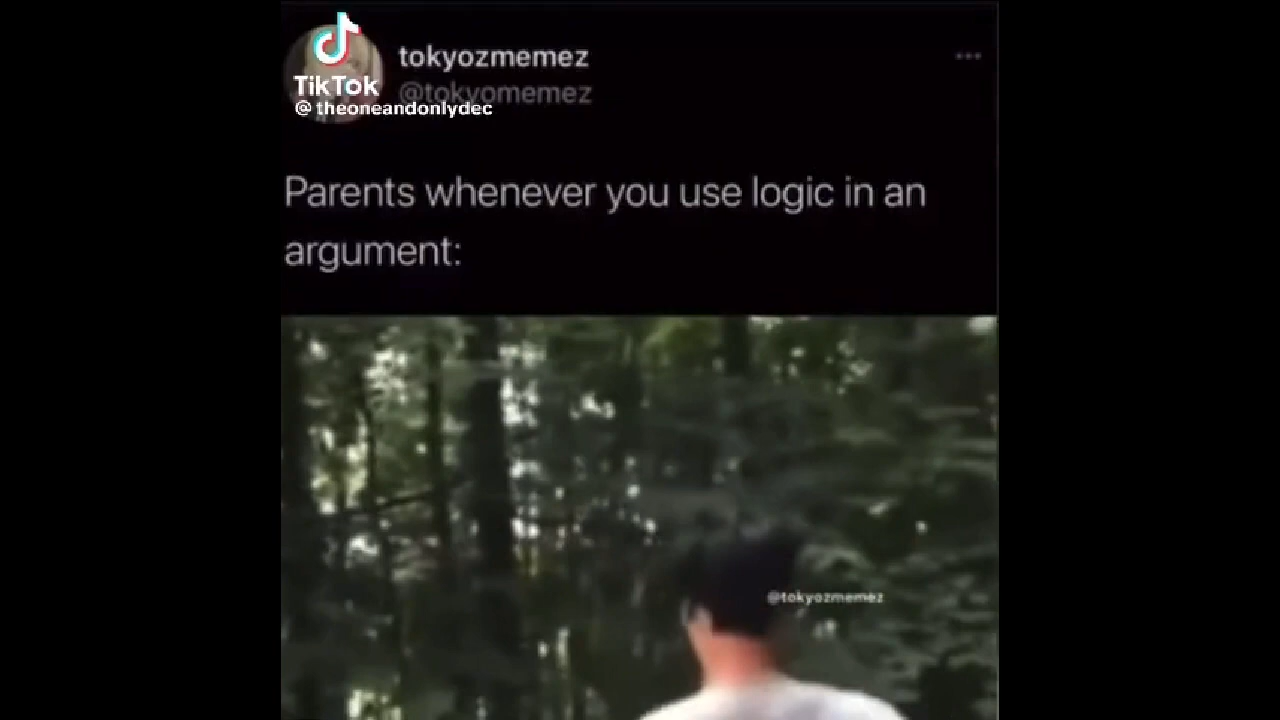 TikTok
@ theoneandonlydec
tokyozmemez
@tokyomemez
Parents whenever you use logic in an
argument:
@tokyozmemez